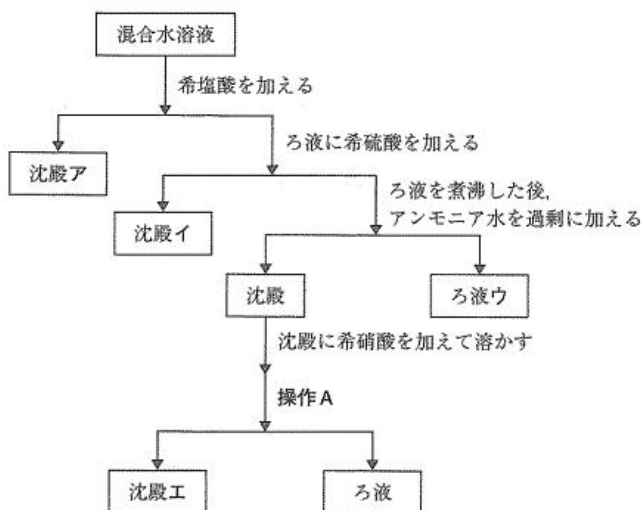 混合水溶液
希塩酸を加える
沈殿ア
ろ液に希硫酸を加える
沈殿イ
ろ液を煮沸した後,
アンモニア水を過剰に加える
沈殿
ろ液ウ
沈殿に希硝酸を加えて溶かす
操作A
沈殿エ
ろ液